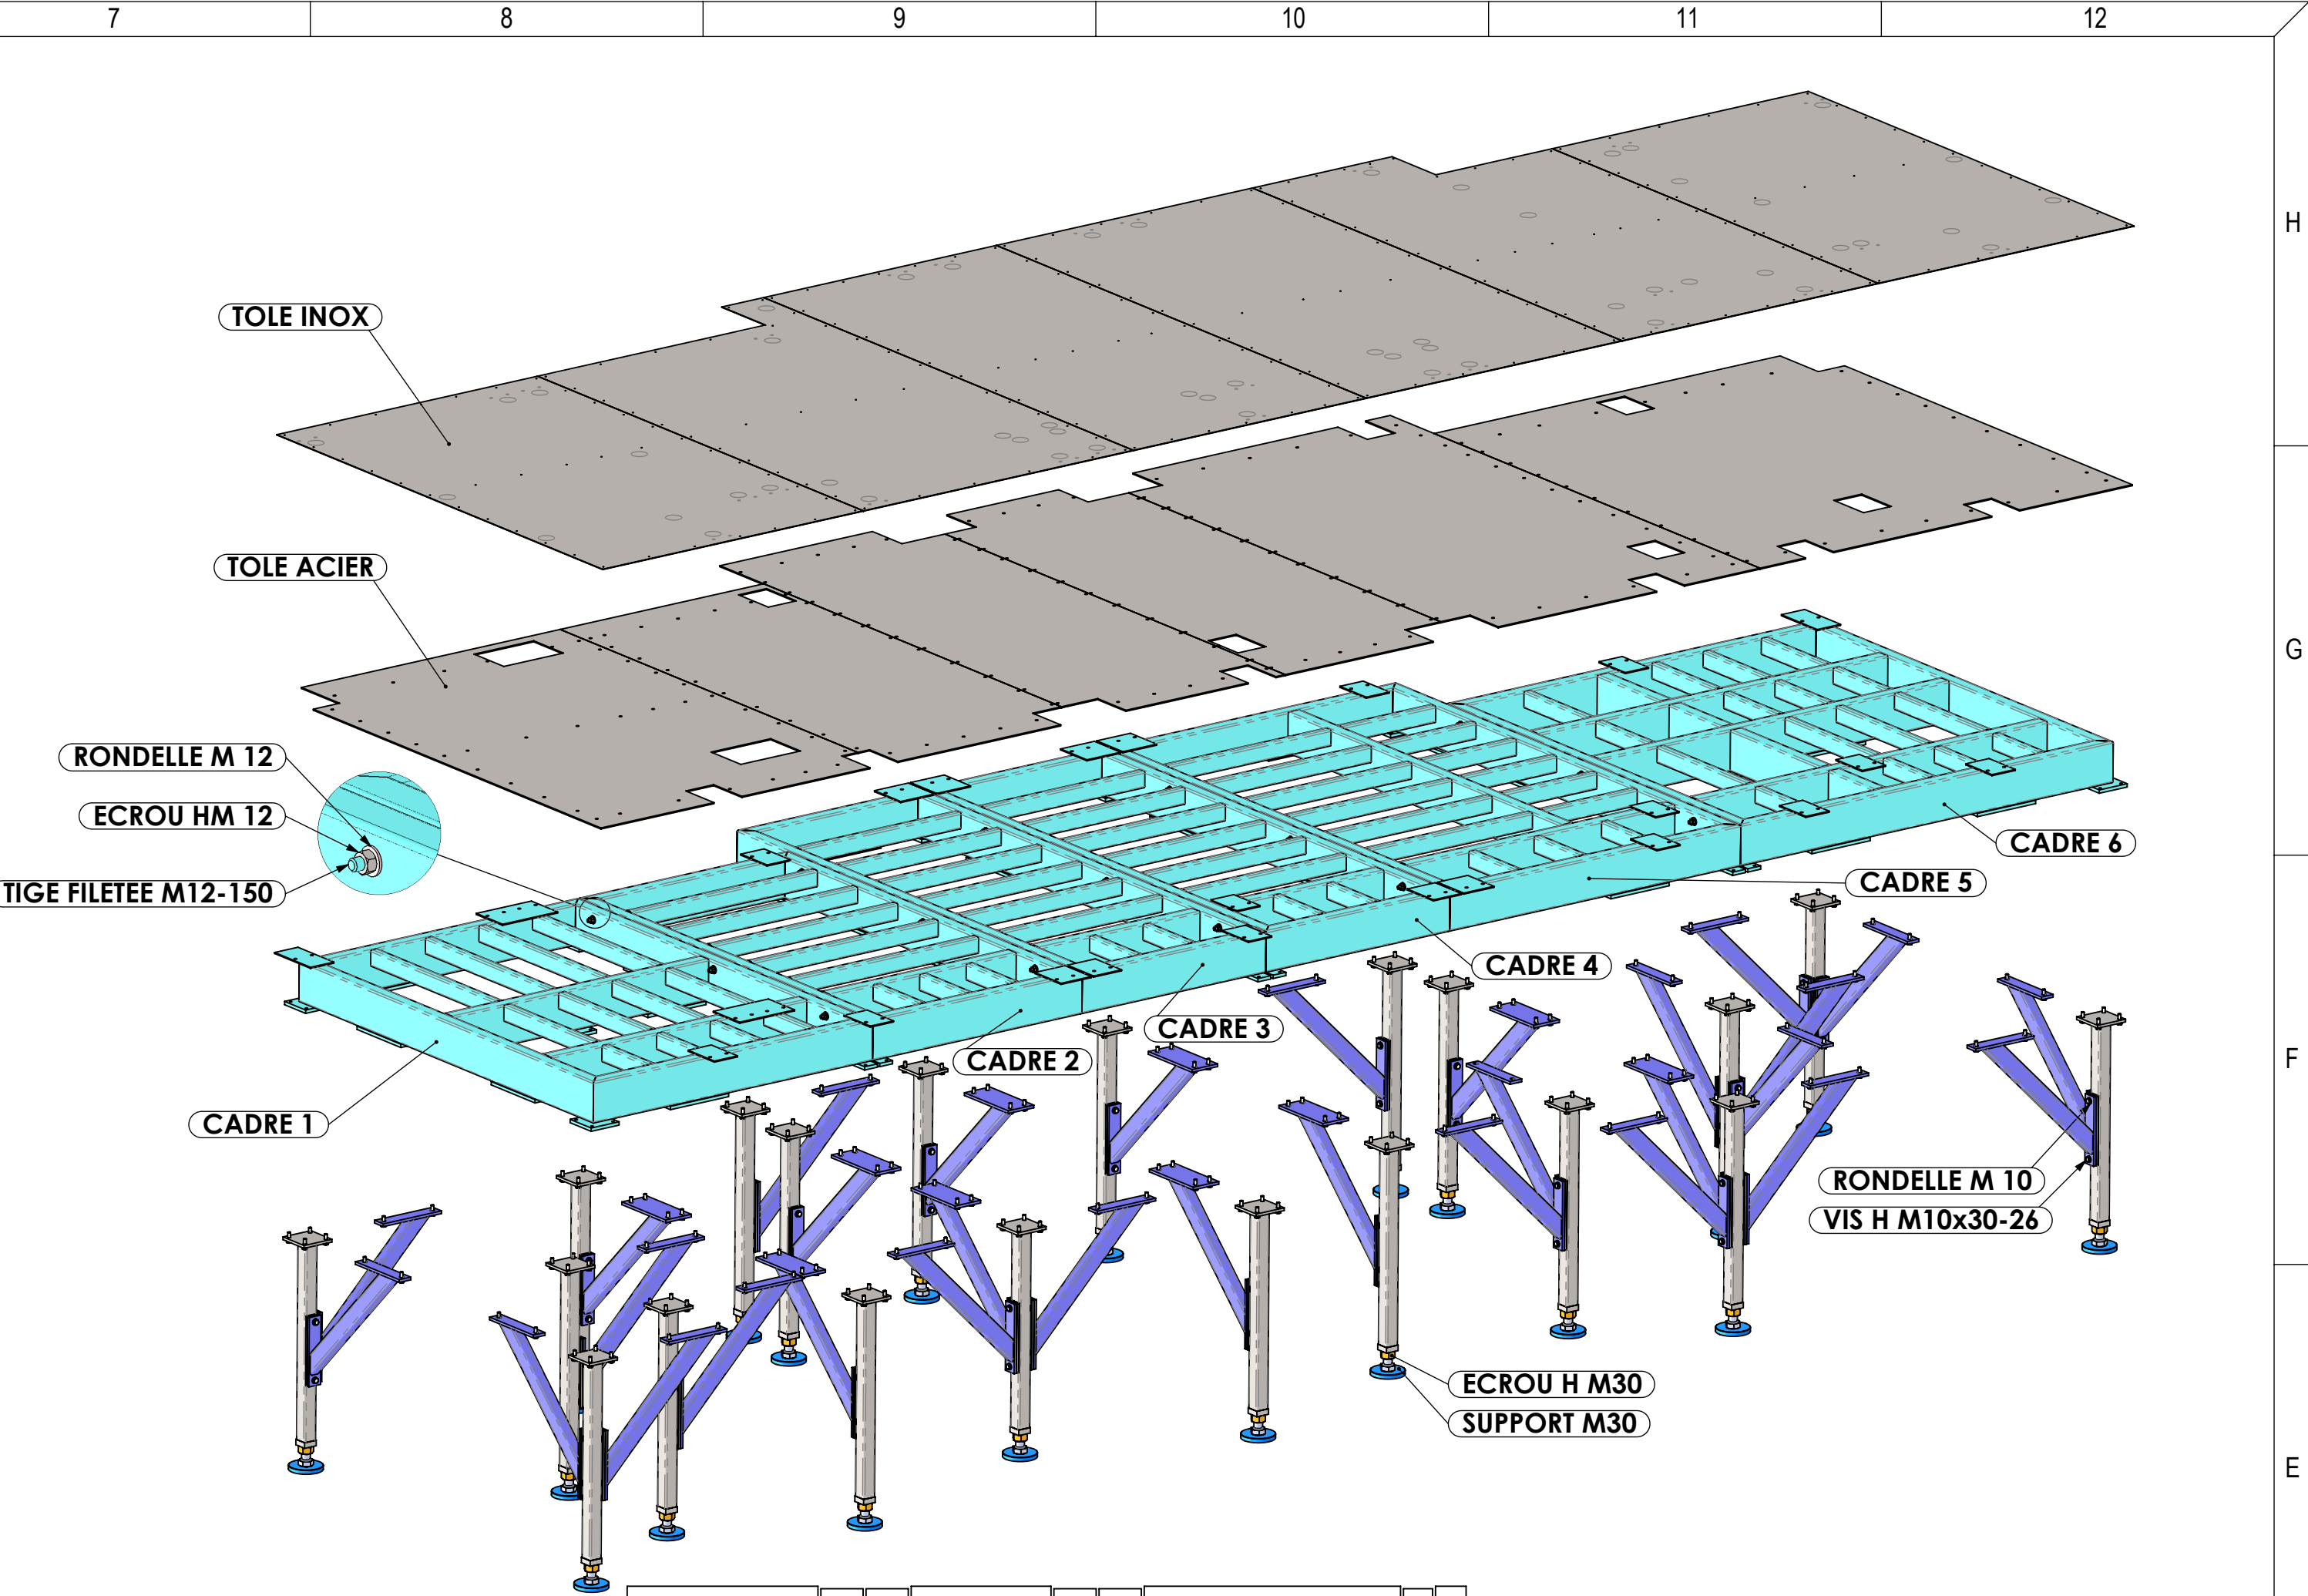 7 8 9 10 11 12
H
TOLE INOX
TOLE ACIER
G
RONDELLE M 12
ECROU HM 12
TIGE FILETEE M12-150
CADRE 6
CADRE 5
CADRE 4
CADRE 3
CADRE 2
CADRE 1
F
RONDELLE M 10
VIS H M10x30-26
ECROU H M30
SUPPORT M30
E